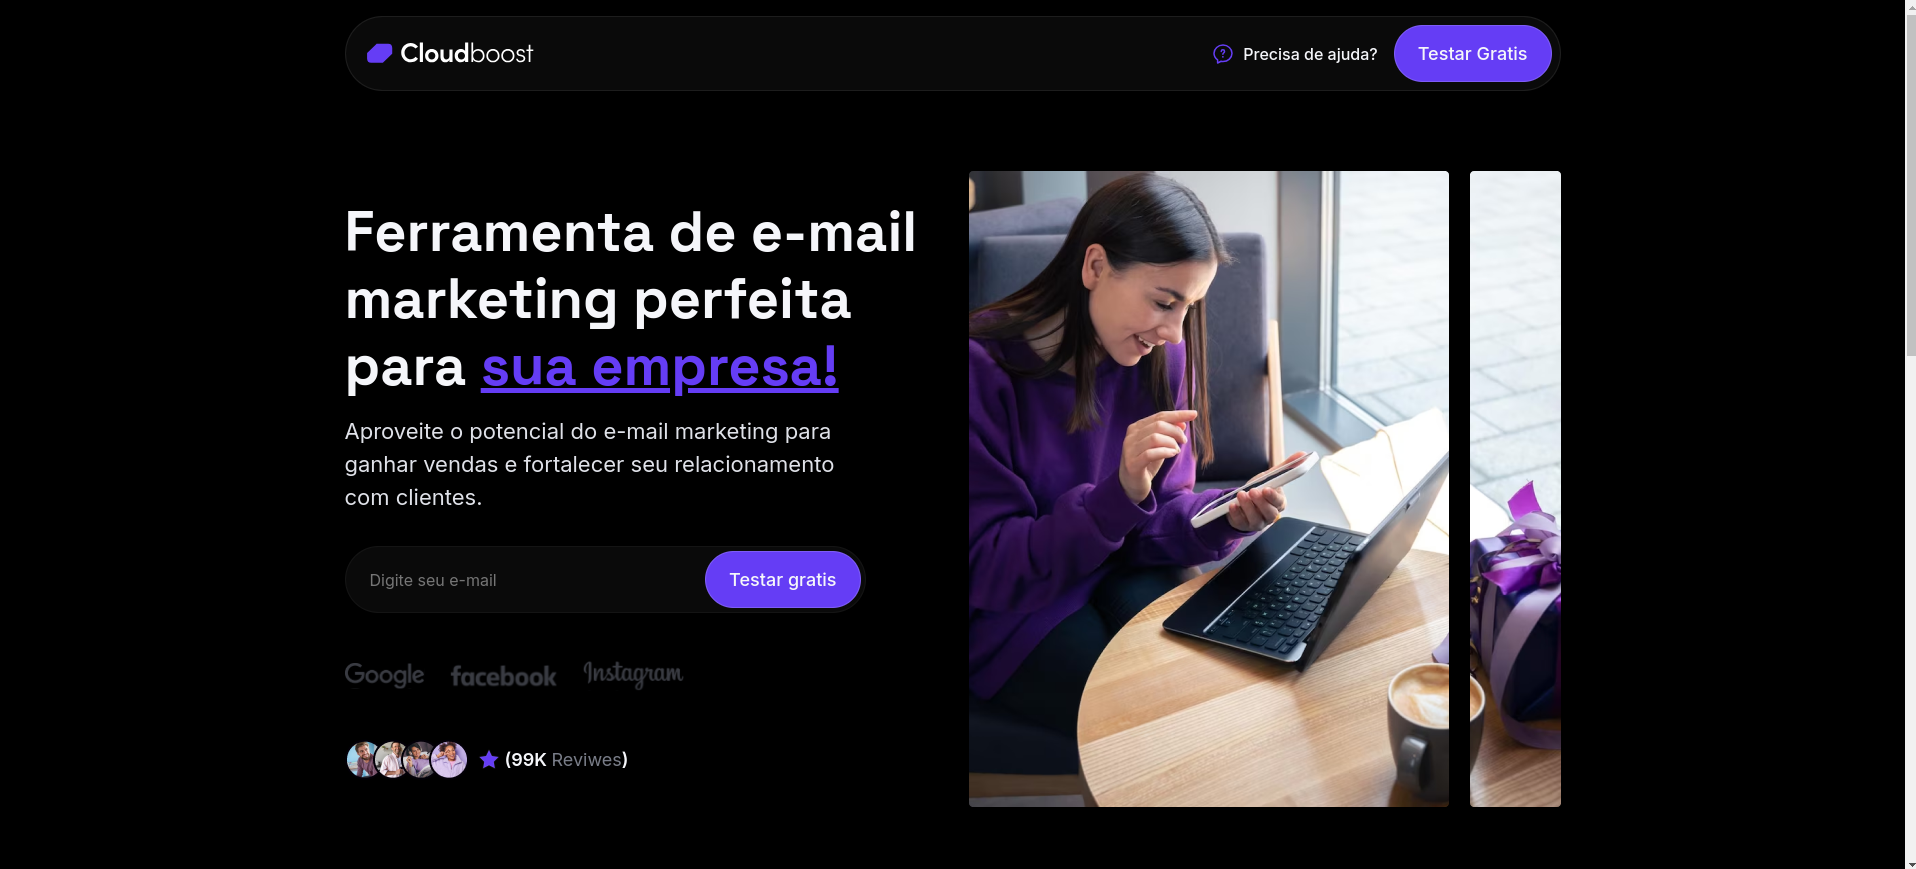 Cloudboost
Precisa de ajuda?
Testar Gratis
Ferramenta de e-mail
marketing perfeita
para sua empresa!
Aproveite o potencial do e-mail marketing para
ganhar vendas e fortalecer seu relacionamento
com clientes.
Digite seu e-mail
Testar gratis
Google facebook Instagram
(99K Reviwes)